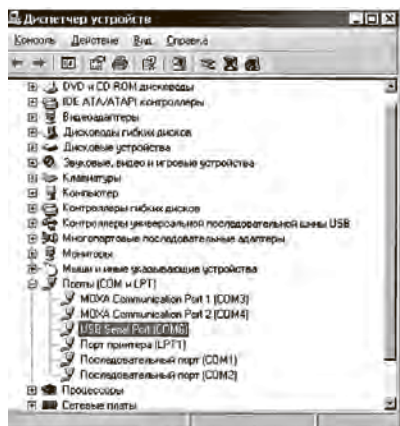 Диспетчер устройств
Консоль Действие Вид Справка
DVD и CD ROM дисководы
IDE ATA/ATAPI контроллеры
Видеоадаптеры
Дисководы гибких дисков
Дисковые устройства
Звуковые, видео и игровые устройства
Клавиатуры
Компьютер
Контроллеры гибких дисков
Контроллеры универсальной последовательной шины USB
Многопортовые последовательные адаптеры
Мониторы
Мыши и иные указывающие устройства
Порты (COM и LPT)
MOXA Communication Port 1 (COM3)
MOXA Communication Port 2 (COM4)
USB Serial Port (COM6)
Порт принтера (LPT1)
Последовательный порт (COM1)
Последовательный порт (COM2)
Процессоры
Сетевые платы